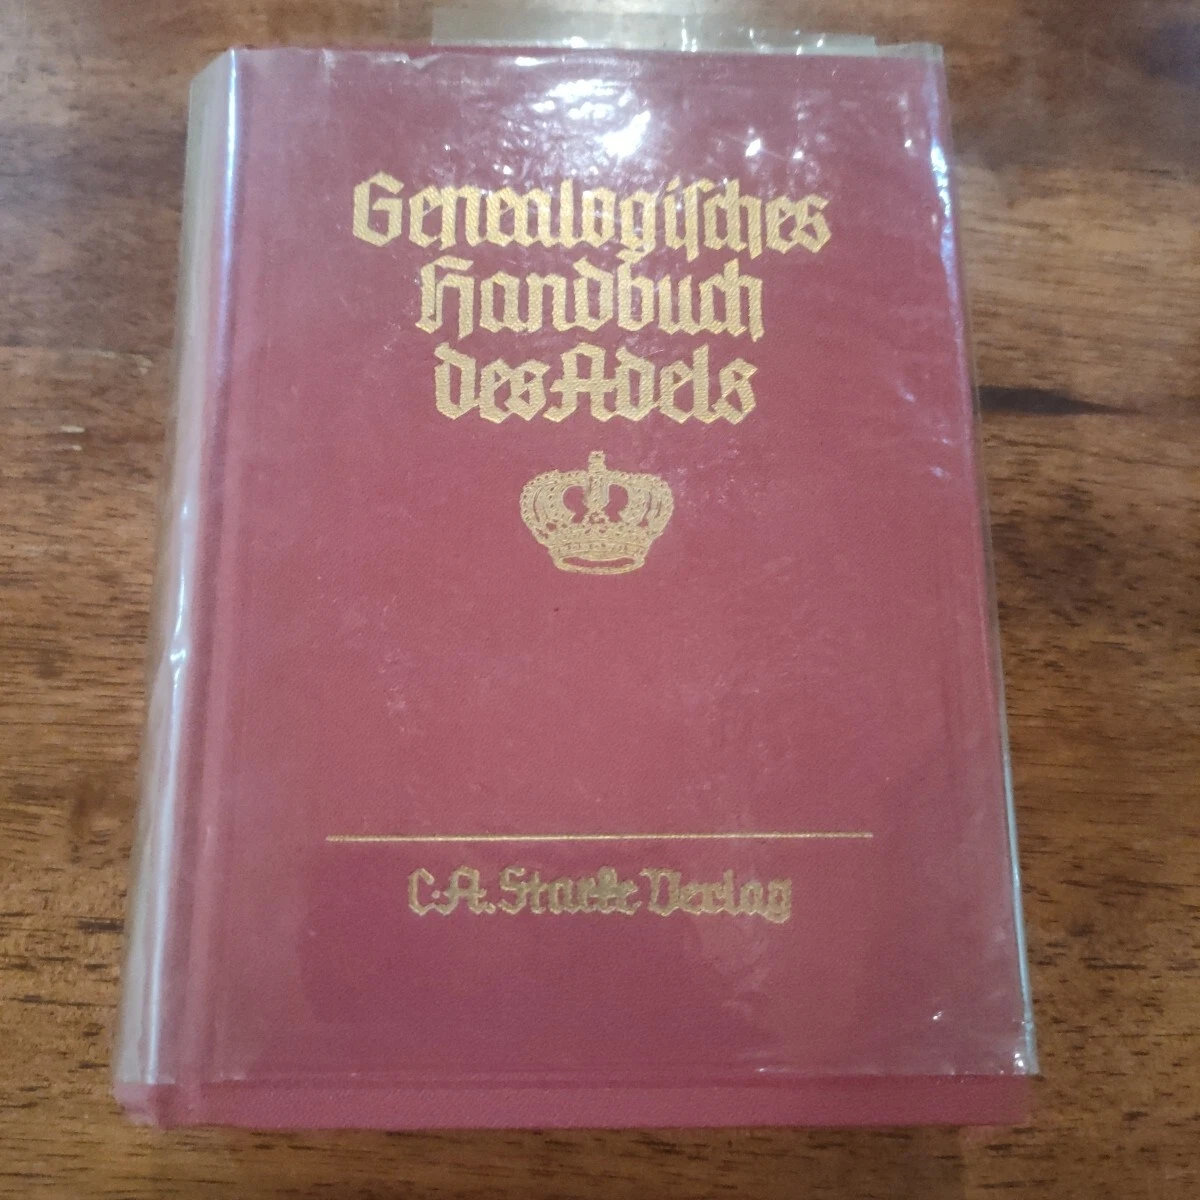 Genealogiſches
Handbuch
des Adels
C.A. Starke Verlag